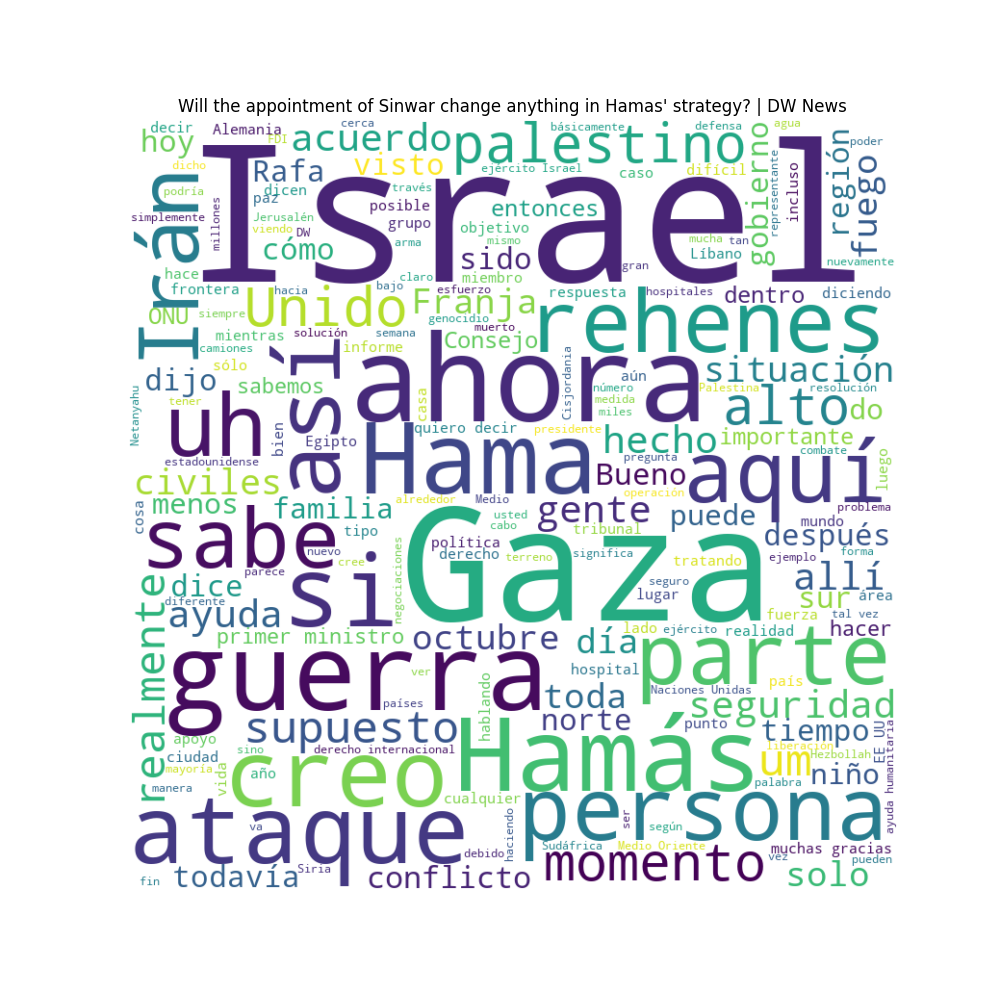 Will the appointment of Sinwar change anything in Hamas' strategy? | DW News
decir
Alemania
cerca
básicamente
defensa
agua
hoy
FDI
acuerdo
palestino
gobierno
región
poder
dicho
Rafa
visto
ejército Israel
caso
difícil
representante
incluso
fuego
Irán
Israel
podría
dicen
paz
través
posible
entonces
simplemente
millones
Jerusalén
viendo
DW
grupo
objetivo
mismo
mucha
tan
cómo
arma
sido
Líbano
nuevamente
hace
claro
miembro
gran
frontera
hacia
bajo
esfuerzo
respuesta
hospitales
dentro
diciendo
ONU
siempre
Unido
Franja
genocidio
rehenes
mientras
solución
semana
muerto
Consejo
camiones
informe
ahora
Cisjordania
situación
sólo
dijo
sabemos
así
casa
aún
número
medida
miles
Palestina
resolución
Netanyahu
tener
uh
alto
do
bien
Egipto
quiero decir
presidente
hecho
importante
estadounidense
Hama
Bueno
pregunta
combate
aquí
luego
civiles
operación
problema
menos
familia
alrededor
Medio
gente
puede
mundo
cosa
sabe
tipo
usted
cabo
tribunal
después
nuevo
política
derecho
terreno
significa
forma
parece
cree
negociaciones
Gaza
tratando
ejemplo
realmente
dice
si
seguro
allí
diferente
lugar
sur
área
ayuda
fuerza
tal vez
primer ministro
octubre
día
lado
ejército
realidad
hacer
guerra
ver
hospital
parte
países
toda
Naciones Unidas
país
seguridad
supuesto
hablando
norte
punto
tiempo
EE UU
apoyo
sino
derecho internacional
Hamás
liberación
Hezbollah
ayuda humanitaria
ciudad
mayoría
vida
año
creo
um
niño
manera
cualquier
palabra
ataque
persona
va
haciendo
ser
según
debido
Sudáfrica
Medio Oriente
muchas gracias
vez
pueden
fin
todavía
Siria
conflicto
momento
solo